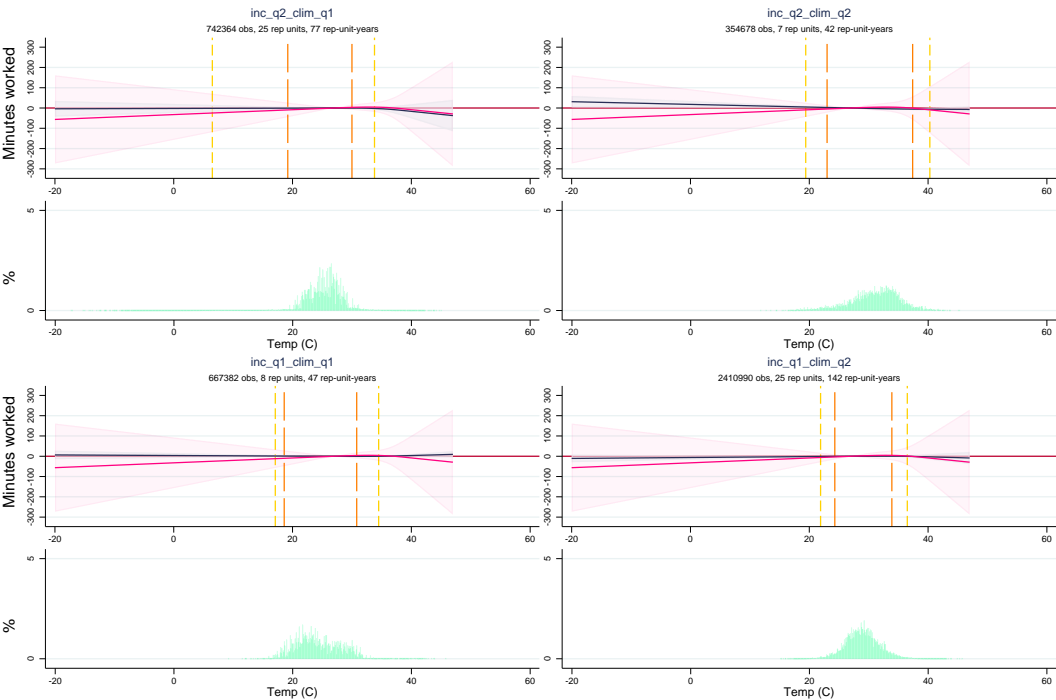 inc_q2_clim_q1
742364 obs, 25 rep units, 77 rep-unit-years
Minutes worked
300
200
100
0
-100
-200
-300
-20 0 20 40 60
%
5
0
-20 0 20 40 60
Temp (C)
inc_q2_clim_q2
354678 obs, 7 rep units, 42 rep-unit-years
300
200
100
0
-100
-200
-300
-20 0 20 40 60
5
0
-20 0 20 40 60
Temp (C)
inc_q1_clim_q1
667382 obs, 8 rep units, 47 rep-unit-years
Minutes worked
300
200
100
0
-100
-200
-300
-20 0 20 40 60
%
5
0
-20 0 20 40 60
Temp (C)
inc_q1_clim_q2
2410990 obs, 25 rep units, 142 rep-unit-years
300
200
100
0
-100
-200
-300
-20 0 20 40 60
5
0
-20 0 20 40 60
Temp (C)